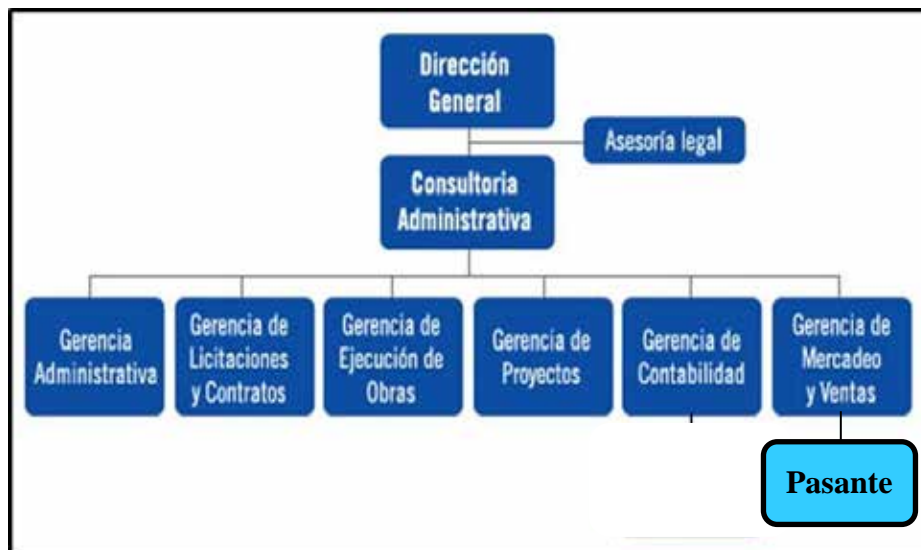 Dirección
General
Asesoría legal
Consultoria
Administrativa
Gerencia
Administrativa
Gerencia de
Licitaciones
y Contratos
Gerencia de
Ejecución de
Obras
Gerencia de
Proyectos
Gerencia de
Contabilidad
Gerencia de
Mercadeo
y Ventas
Pasante